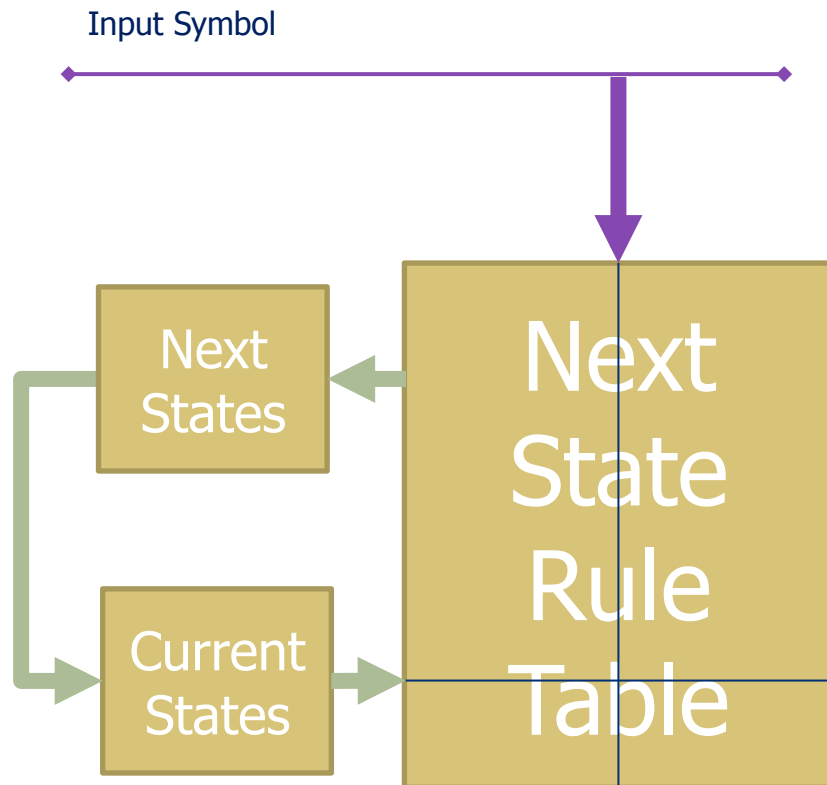 Input Symbol
Next
States
Next
State
Rule
Table
Current
States